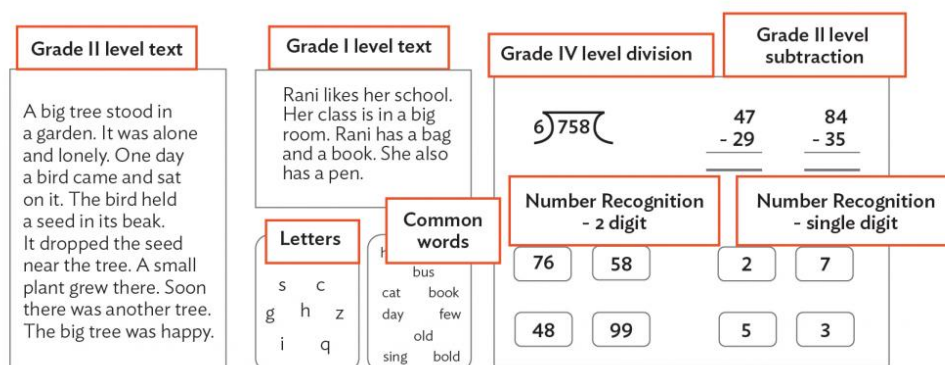 Grade II level text
A big tree stood in
a garden. It was alone
and lonely. One day
a bird came and sat
on it. The bird held
a seed in its beak.
It dropped the seed
near the tree. A small
plant grew there. Soon
there was another tree.
The big tree was happy.
Grade I level text
Rani likes her school.
Her class is in a big
room. Rani has a bag
and a book. She also
has a pen.
Letters
s c
g h z
i q
Common
words
bus
cat book
day few
old
sing bold
Grade IV level division
6 758
Grade II level
subtraction
47 84
- 29 - 35
Number Recognition
- 2 digit
76 58
48 99
Number Recognition
- single digit
2 7
5 3